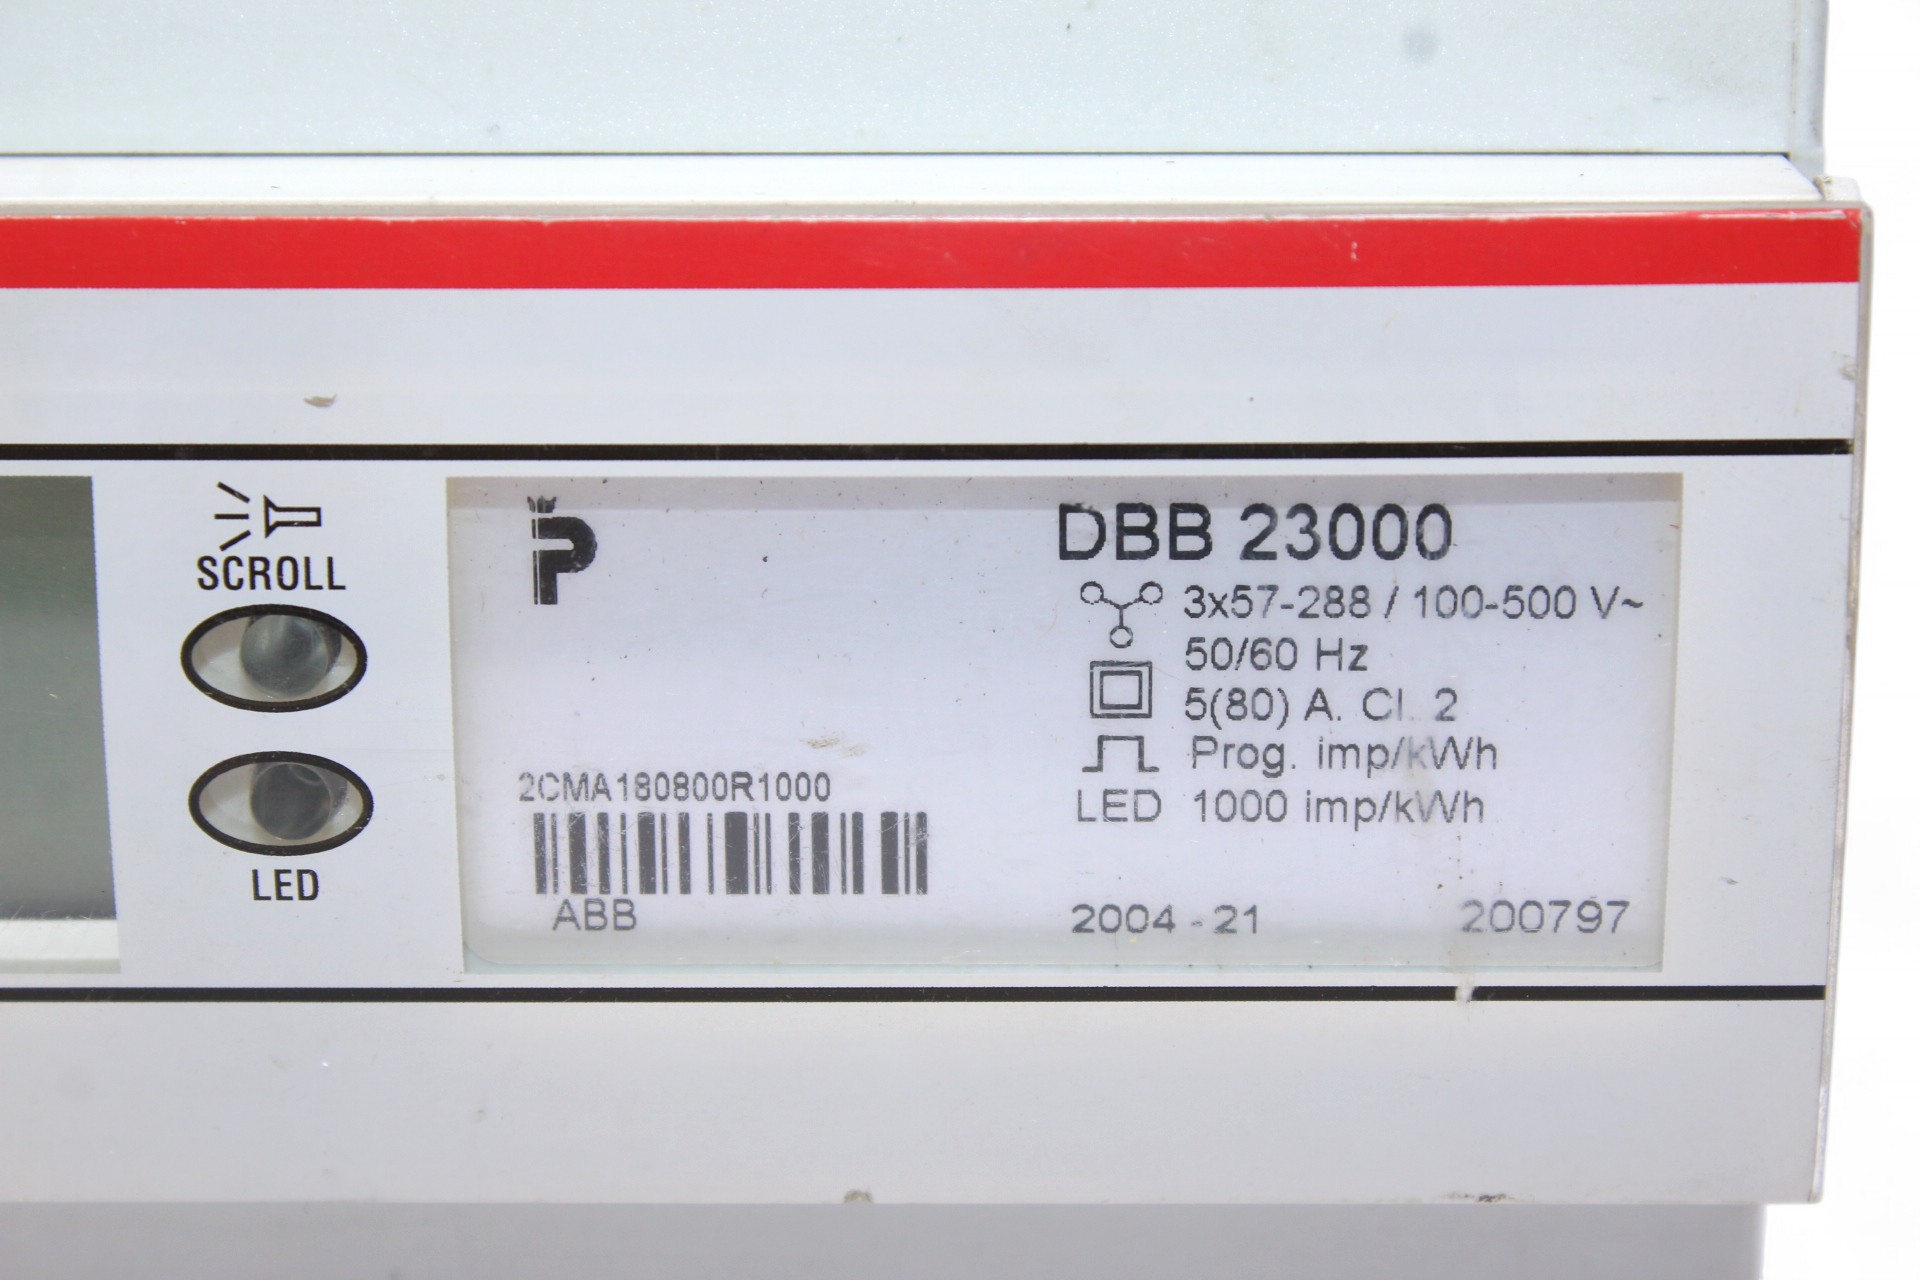 SCROLL
LED
P
DBB 23000
3x57-288 / 100-500 V~
50/60 Hz
5(80) A. Cl. 2
Prog. imp/kWh
LED 1000 imp/kWh
2CMA180800R1000
ABB
2004 - 21
200797